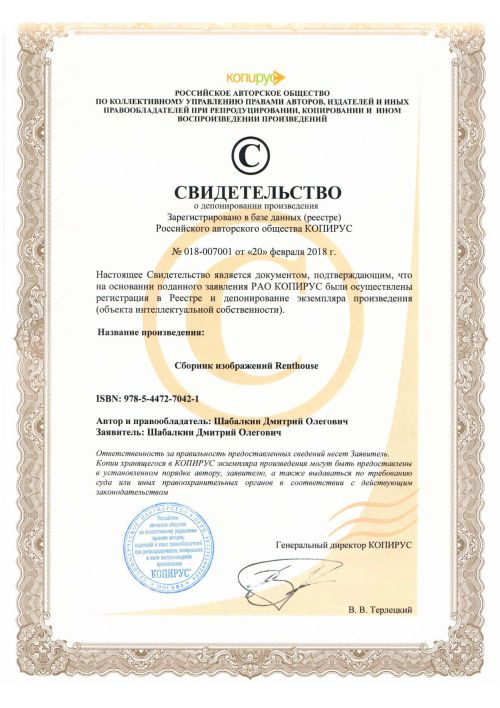 копирус
РОССИЙСКОЕ АВТОРСКОЕ ОБЩЕСТВО
ПО КОЛЛЕКТИВНОМУ УПРАВЛЕНИЮ ПРАВАМИ АВТОРОВ, ИЗДАТЕЛЕЙ И ИНЫХ
ПРАВООБЛАДАТЕЛЕЙ ПРИ РЕПРОДУЦИРОВАНИИ, КОПИРОВАНИИ И ИНОМ
ВОСПРОИЗВЕДЕНИИ ПРОИЗВЕДЕНИЙ
©
СВИДЕТЕЛЬСТВО
о депонировании произведения
Зарегистрировано в базе данных (реестре)
Российского авторского общества КОПИРУС
№ 018-007001 от «20» февраля 2018 г.
Настоящее Свидетельство является документом, подтверждающим, что
на основании поданного заявления РАО КОПИРУС были осуществлены
регистрация в Реестре и депонирование экземпляра произведения
(объекта интеллектуальной собственности).
Название произведения:
Сборник изображений Renthouse
ISBN: 978-5-4472-7042-1
Автор и правообладатель: Шабалкин Дмитрий Олегович
Заявитель: Шабалкин Дмитрий Олегович
Ответственность за правильность предоставленных сведений несет Заявитель.
Копии хранящегося в КОПИРУС экземпляра произведения могут быть предоставлены
в установленном порядке автору, заявителю, а также выдаваться по требованию
суда или иных правоохранительных органов в соответствии с действующим
законодательством
Российское
авторское общество
по коллективному управлению
правами авторов,
издателей и иных правообладателей
при репродуцировании, копировании
и ином воспроизведении
произведений
КОПИРУС
МОСКВА
Генеральный директор КОПИРУС
В. В. Терлецкий